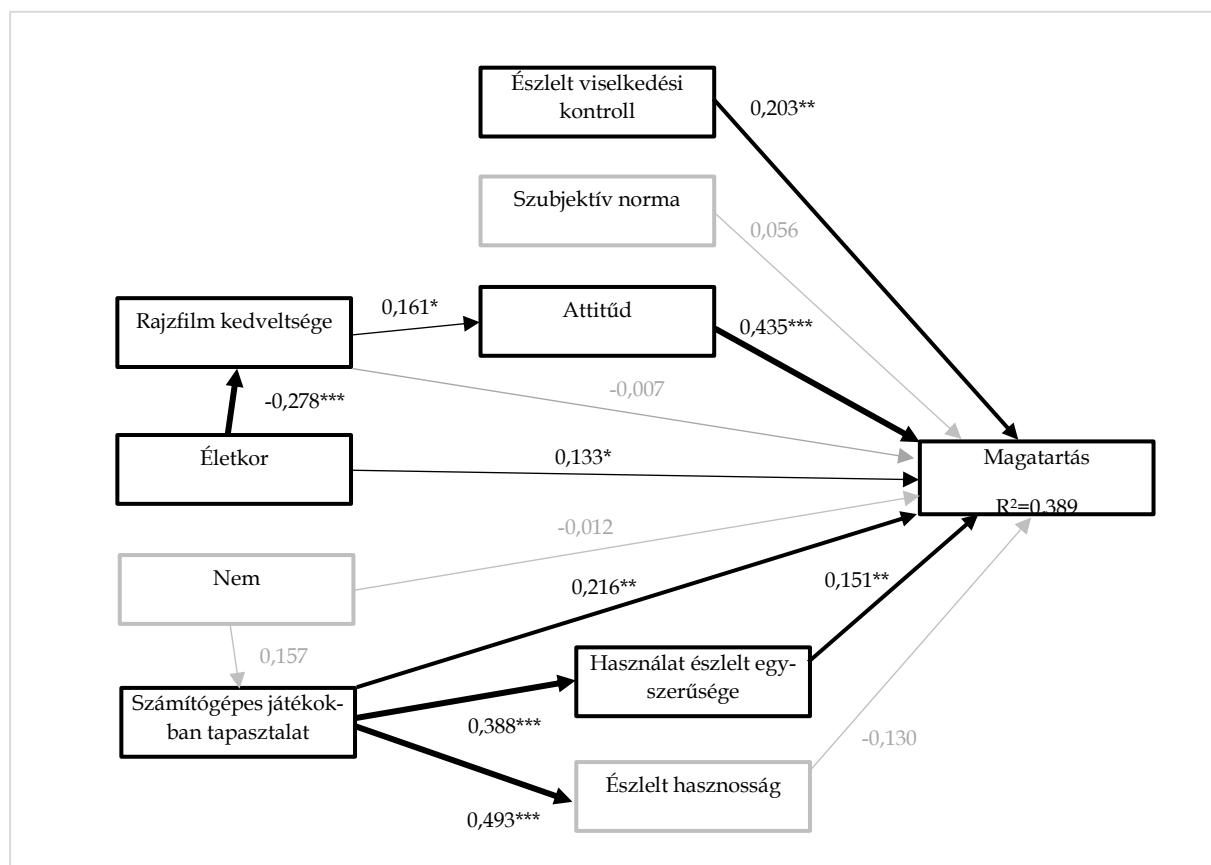 Észlelt viselkedési
kontroll
0,203**
Szubjektív norma
0,056
Rajzfilm kedveltsége
0,161*
Attitűd
0,435***
-0,007
-0,278***
Életkor
0,133*
Magatartás
R²=0,389
-0,012
Nem
0,157
0,216**
0,151**
Használat észlelt egy-
szerűsége
Számítógépes játékok-
ban tapasztalat
0,388***
-0,130
Észlelt hasznosság
0,493***